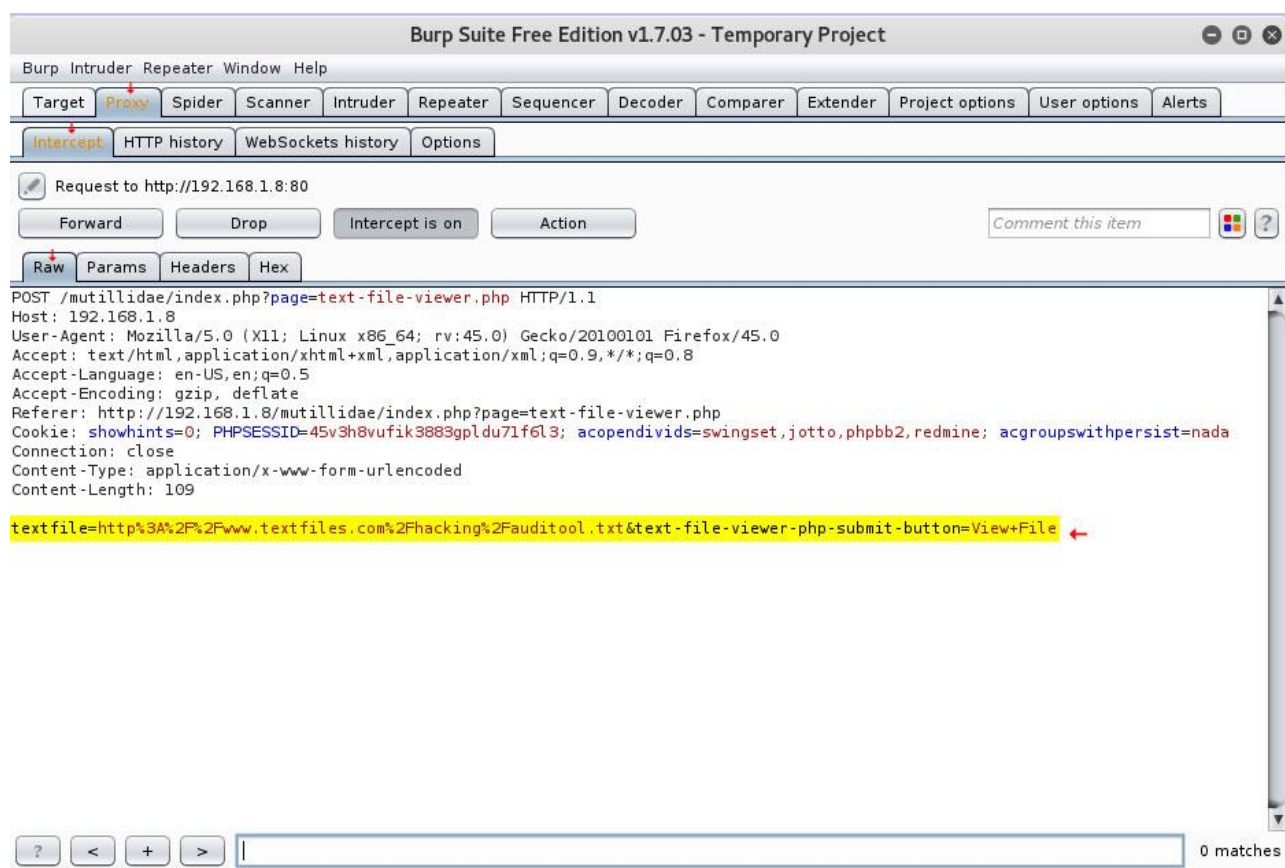 Burp Suite Free Edition v1.7.03 - Temporary Project
Burp Intruder Repeater Window Help
Target Proxy Spider Scanner Intruder Repeater Sequencer Decoder Comparer Extender Project options User options Alerts
Intercept HTTP history WebSockets history Options
Request to http://192.168.1.8:80
Forward Drop Intercept is on Action Comment this item ?
Raw Params Headers Hex
POST /mutillidae/index.php?page=text-file-viewer.php HTTP/1.1
Host: 192.168.1.8
User-Agent: Mozilla/5.0 (X11; Linux x86_64; rv:45.0) Gecko/20100101 Firefox/45.0
Accept: text/html,application/xhtml+xml,application/xml;q=0.9,*/*;q=0.8
Accept-Language: en-US,en;q=0.5
Accept-Encoding: gzip, deflate
Referer: http://192.168.1.8/mutillidae/index.php?page=text-file-viewer.php
Cookie: showhints=0; PHPSESSID=45v3h8vufik3883gpldu71f6l3; acopendivids=swingset,jotto,phpbb2,redmine; acgroupswithpersist=nada
Connection: close
Content-Type: application/x-www-form-urlencoded
Content-Length: 109
textfile=http%3A%2F%2Fwww.textfiles.com%2Fhacking%2Fauditool.txt&text-file-viewer-php-submit-button=View+File
? < + > 0 matches